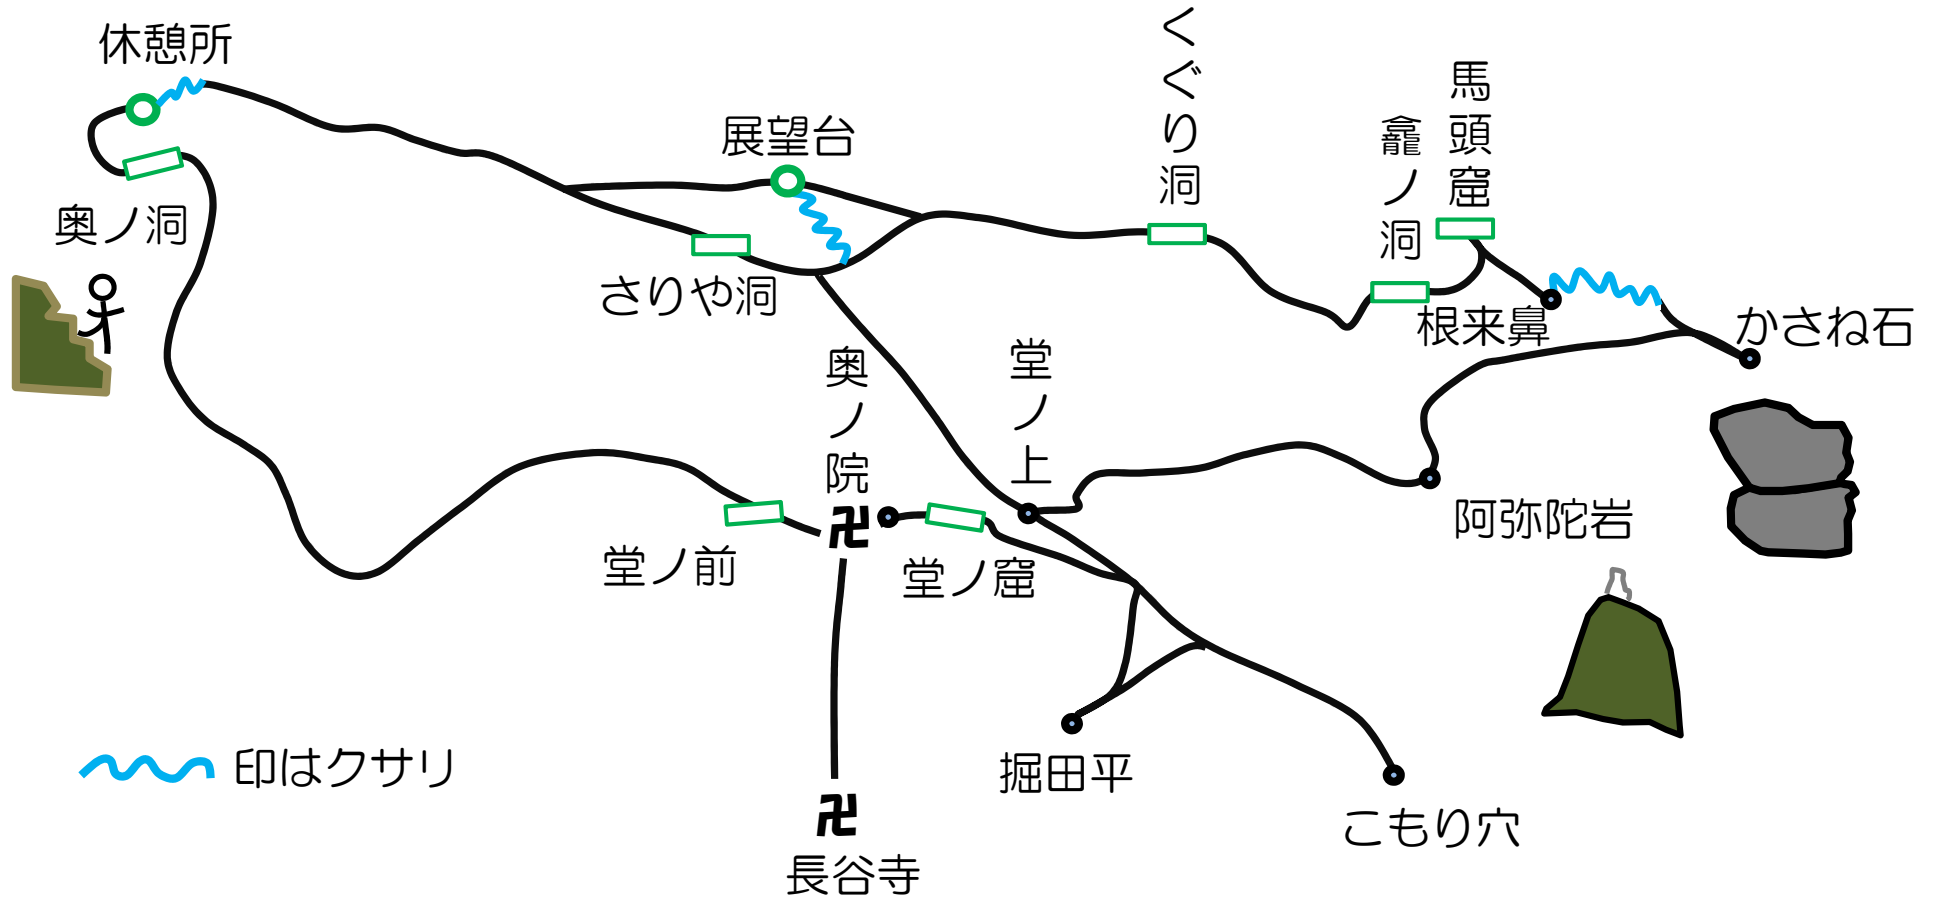 休憩所
奥ノ洞
展望台
さりや洞
くぐり洞
龕ノ洞
馬頭窟
根来鼻
かさね石
奥ノ院
卍
堂ノ上
阿弥陀岩
堂ノ前
堂ノ窟
掘田平
こもり穴
印はクサリ
卍
長谷寺